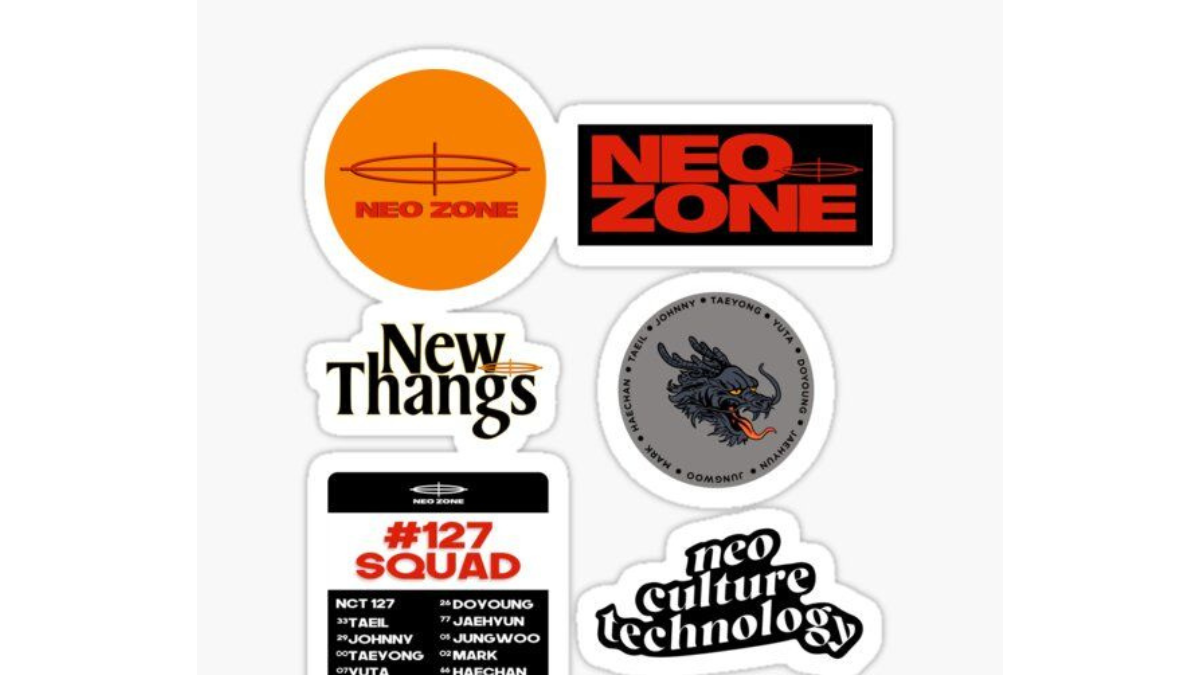 NEO ZONE
NEO
ZONE
New
Thangs
TAEIL • JOHNNY • TAEYONG • YUTA • DOYOUNG • JAEHYUN • JUNGWOO • MARK • HAECHAN •
NEO ZONE
#127
SQUAD
NCT 127
33 TAEIL
29 JOHNNY
00 TAEYONG
07 YUTA
26 DOYOUNG
77 JAEHYUN
05 JUNGWOO
02 MARK
66 HAECHAN
neo
culture
technology